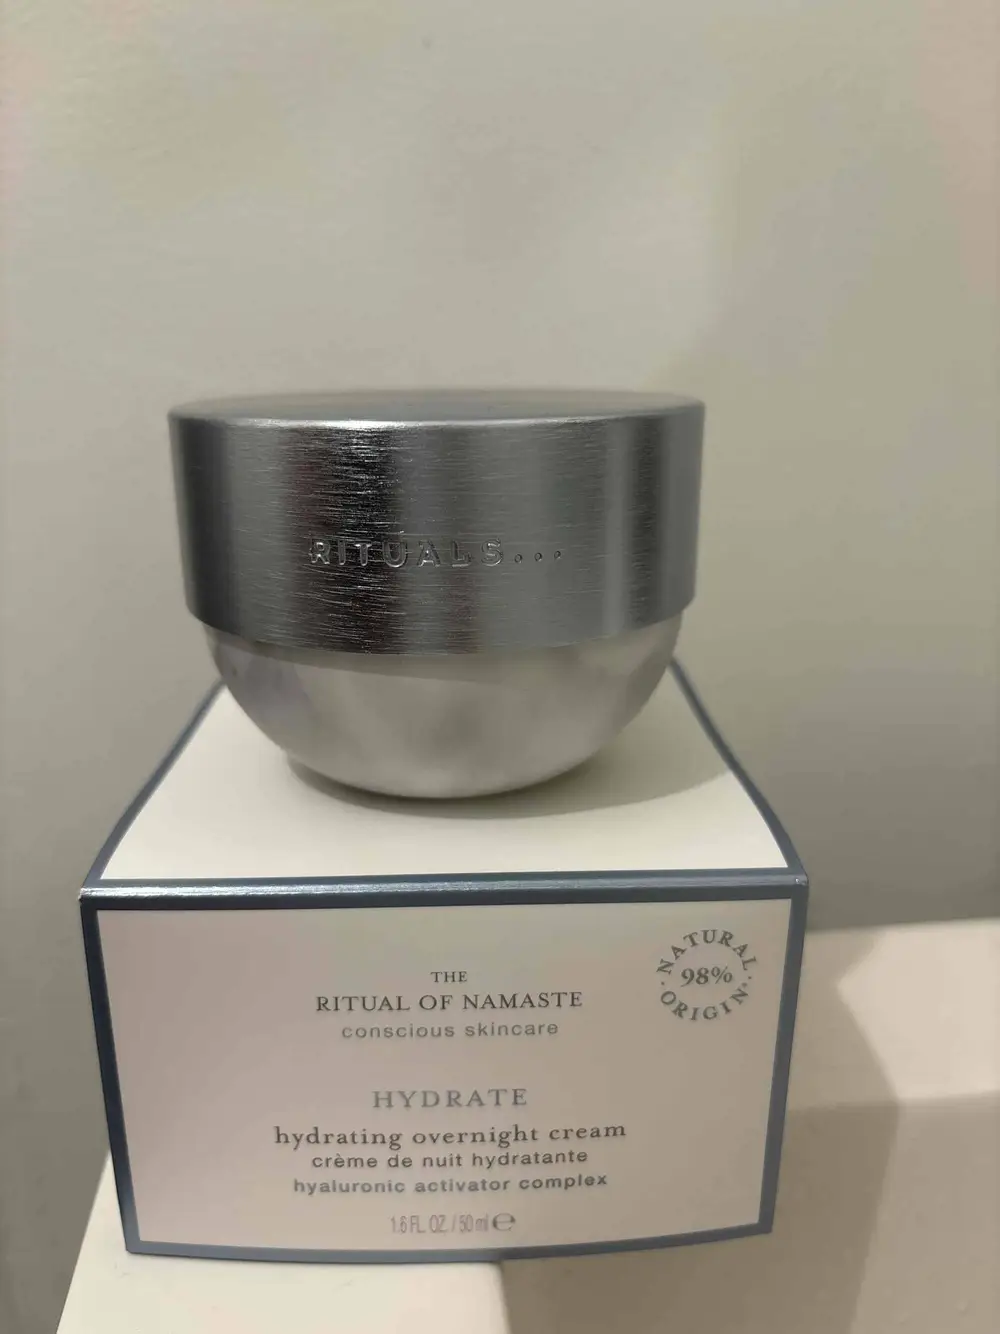 RITUALS...
THE
RITUAL OF NAMASTE
conscious skincare
NATURAL
98%
ORIGIN
HYDRATE
hydrating overnight cream
crème de nuit hydratante
hyaluronic activator complex
1.6 FL. OZ. / 50 ml ℮